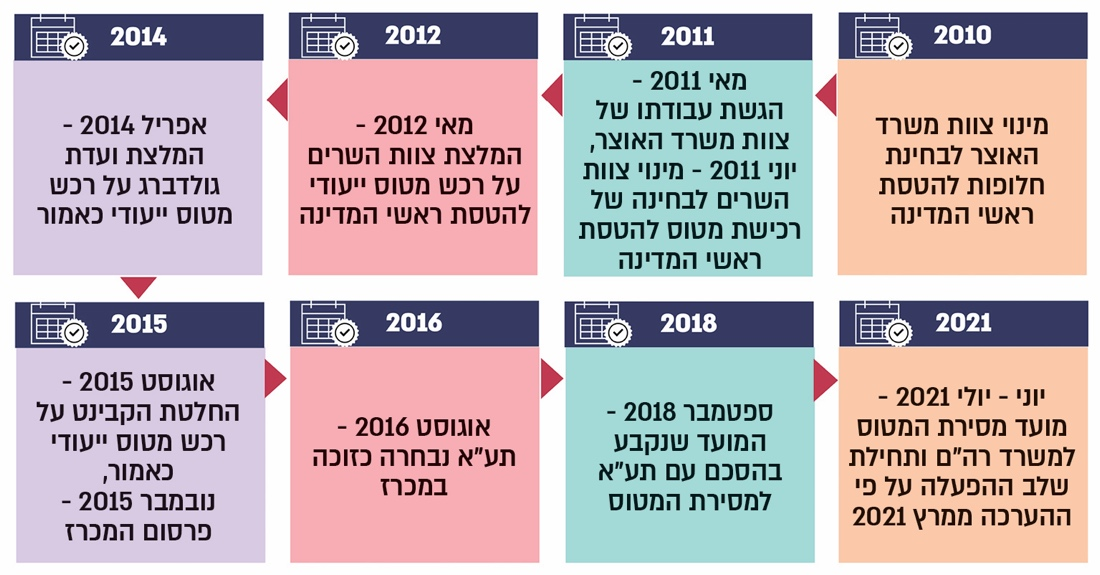 2010
מינוי צוות משרד
האוצר לבחינת
חלופות להטסת
ראשי המדינה
2011
מאי 2011 -
הגשת עבודתו של
צוות משרד האוצר,
יוני 2011 - מינוי צוות
השרים לבחינה של
רכישת מטוס להטסת
ראשי המדינה
2012
מאי 2012 -
המלצת צוות השרים
על רכש מטוס ייעודי
להטסת ראשי המדינה
2014
אפריל 2014 -
המלצת ועדת
גולדברג על רכש
מטוס ייעודי כאמור
2015
אוגוסט 2015 -
החלטת הקבינט על
רכש מטוס ייעודי
כאמור,
נובמבר 2015 -
פרסום המכרז
2016
אוגוסט 2016 -
תע"א נבחרה כזוכה
במכרז
2018
ספטמבר 2018 -
המועד שנקבע
בהסכם עם תע"א
למסירת המטוס
2021
יוני - יולי 2021 -
מועד מסירת המטוס
למשרד רה"ם ותחילת
שלב ההפעלה על פי
ההערכה ממרץ 2021